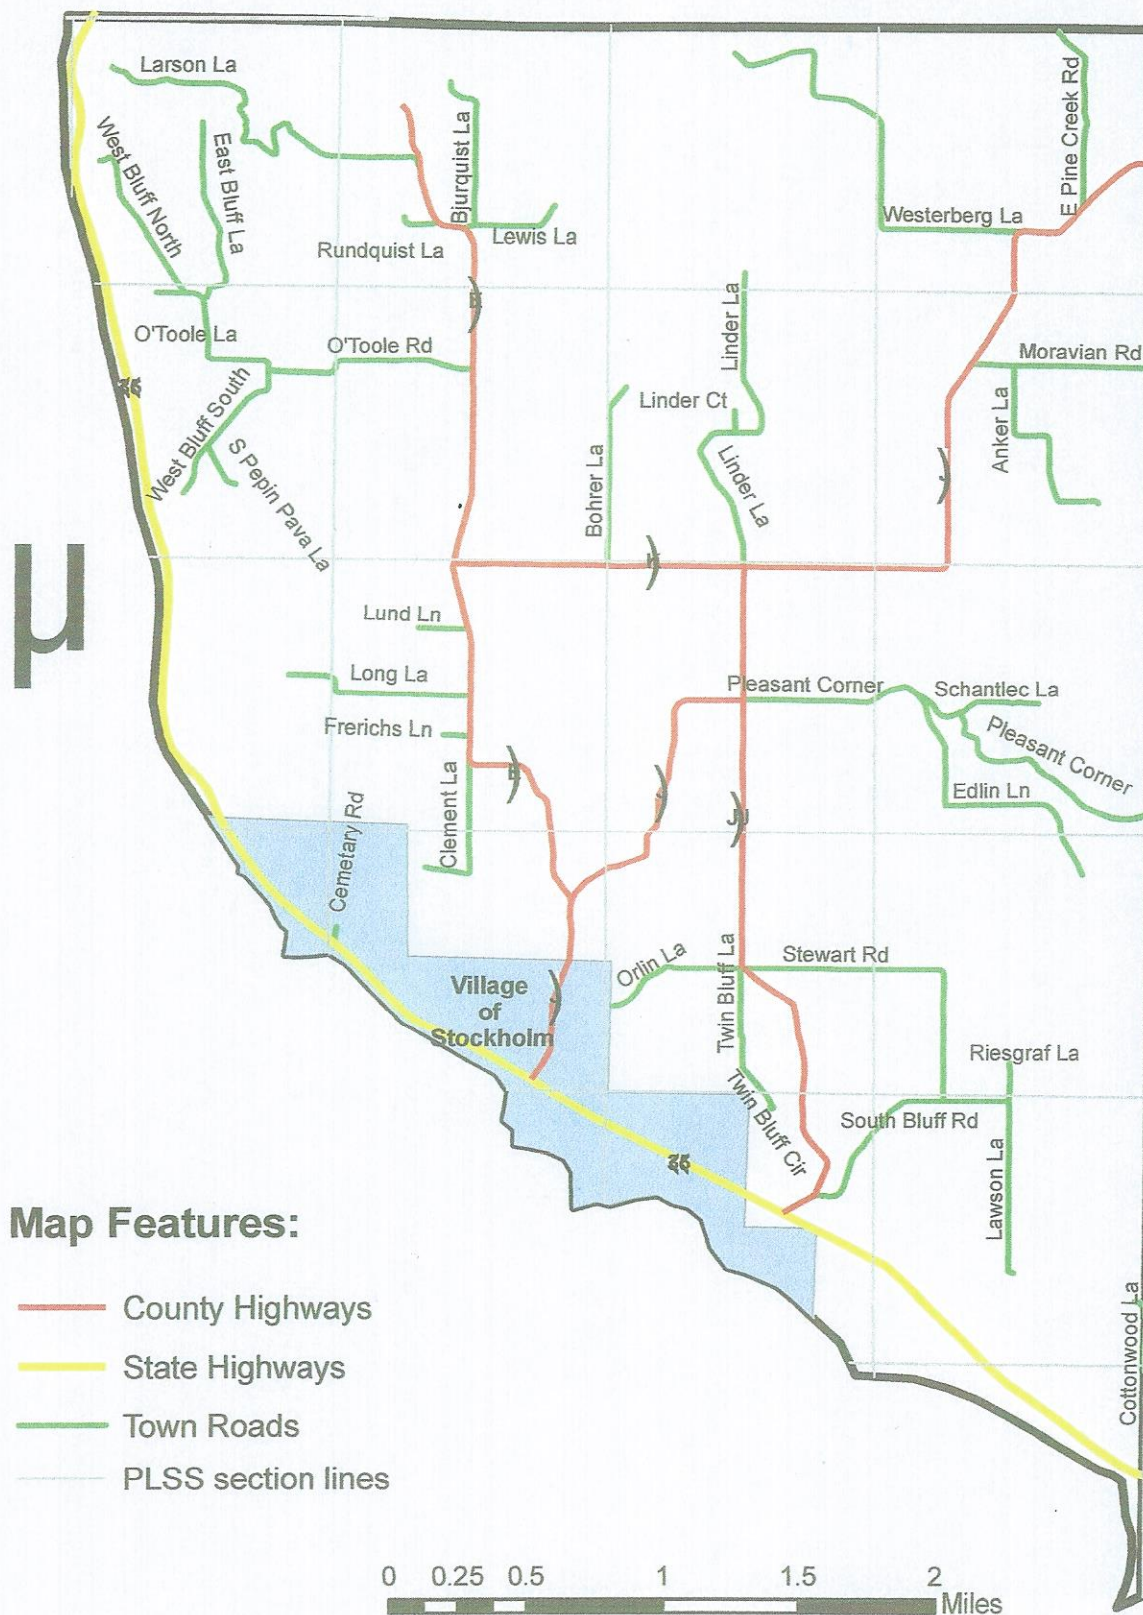 Larson La
Bjurquist La
E Pine Creek Rd
West Bluff North
East Bluff La
Westerberg La
Rundquist La
Lewis La
E
Linder La
O'Toole La
O'Toole Rd
Moravian Rd
35
Linder Ct
West Bluff South
S Pepin Pava La
Bohrer La
Linder La
Anker La
J
K
µ
Lund Ln
Long La
Pleasant Corner
Schantlec La
Frerichs Ln
Pleasant Corner
E
J
JJ
Edlin Ln
Clement La
Cemetary Rd
Orlin La
Twin Bluff La
Stewart Rd
Village
of
Stockholm
J
Riesgraf La
Twin Bluff Cir
South Bluff Rd
35
Lawson La
Map Features:
County Highways
State Highways
Town Roads
PLSS section lines
Cottonwood La
0 0.25 0.5 1 1.5 2
Miles